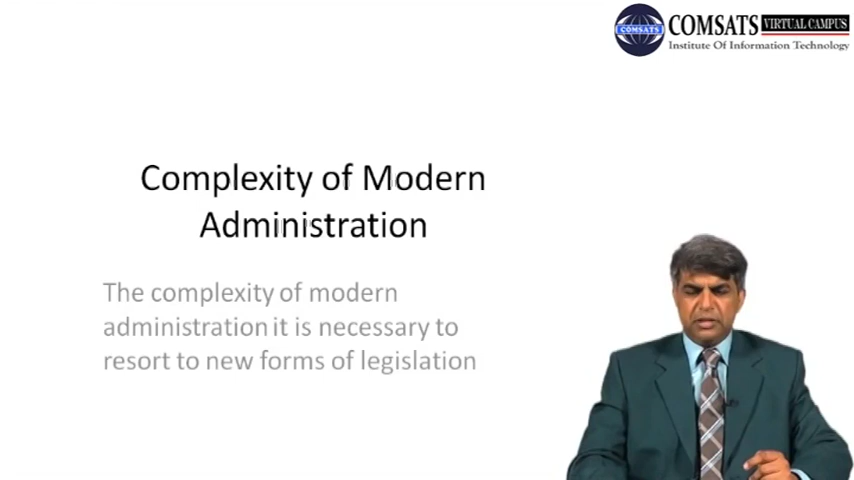 COMSATS VIRTUAL CAMPUS
Institute Of Information Technology
COMSATS
Complexity of Modern
Administration
The complexity of modern
administration it is necessary to
resort to new forms of legislation